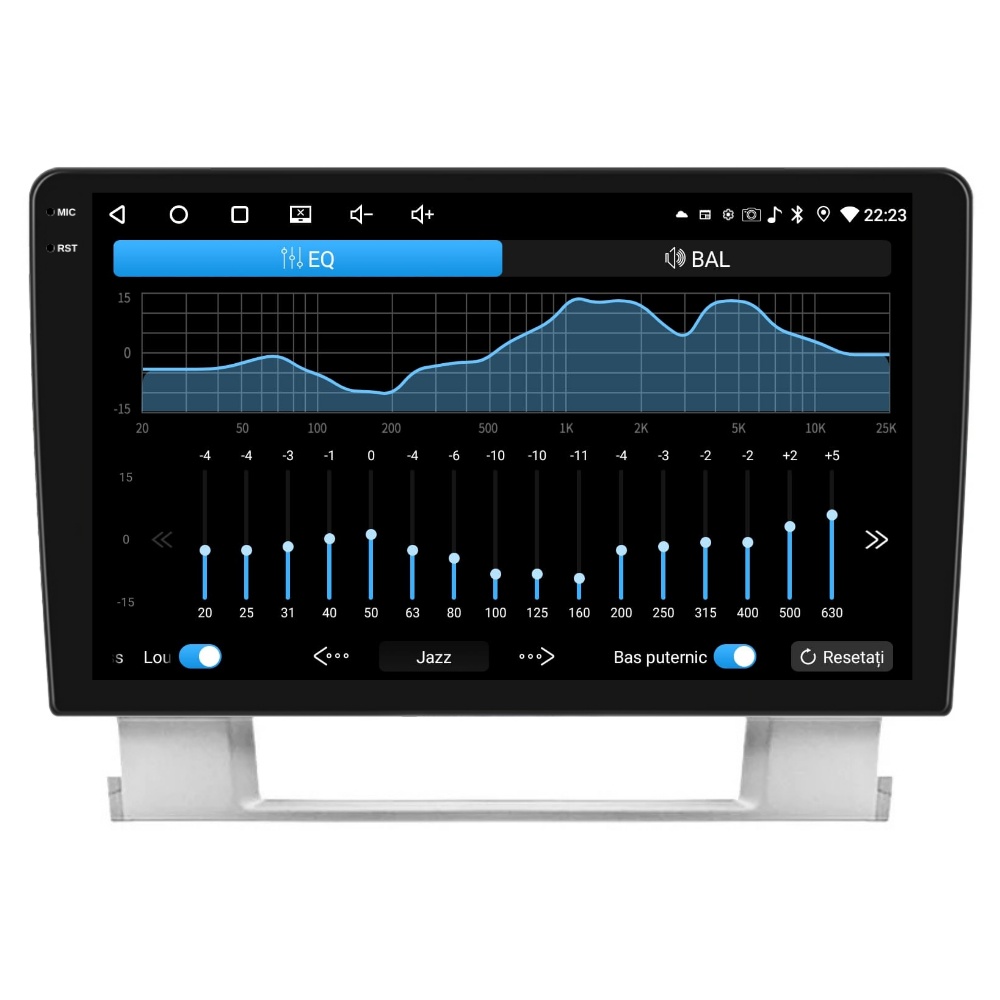 MIC
22:23
RST
EQ
BAL
15
0
-15
20 50 100 200 500 1K 2K 5K 10K 25K
-4 -4 -3 -1 0 -4 -6 -10 -10 -11 -4 -3 -2 -2 +2 +5
15
0
-15
20 25 31 40 50 63 80 100 125 160 200 250 315 400 500 630
s Lou Jazz Bas puternic Resetați